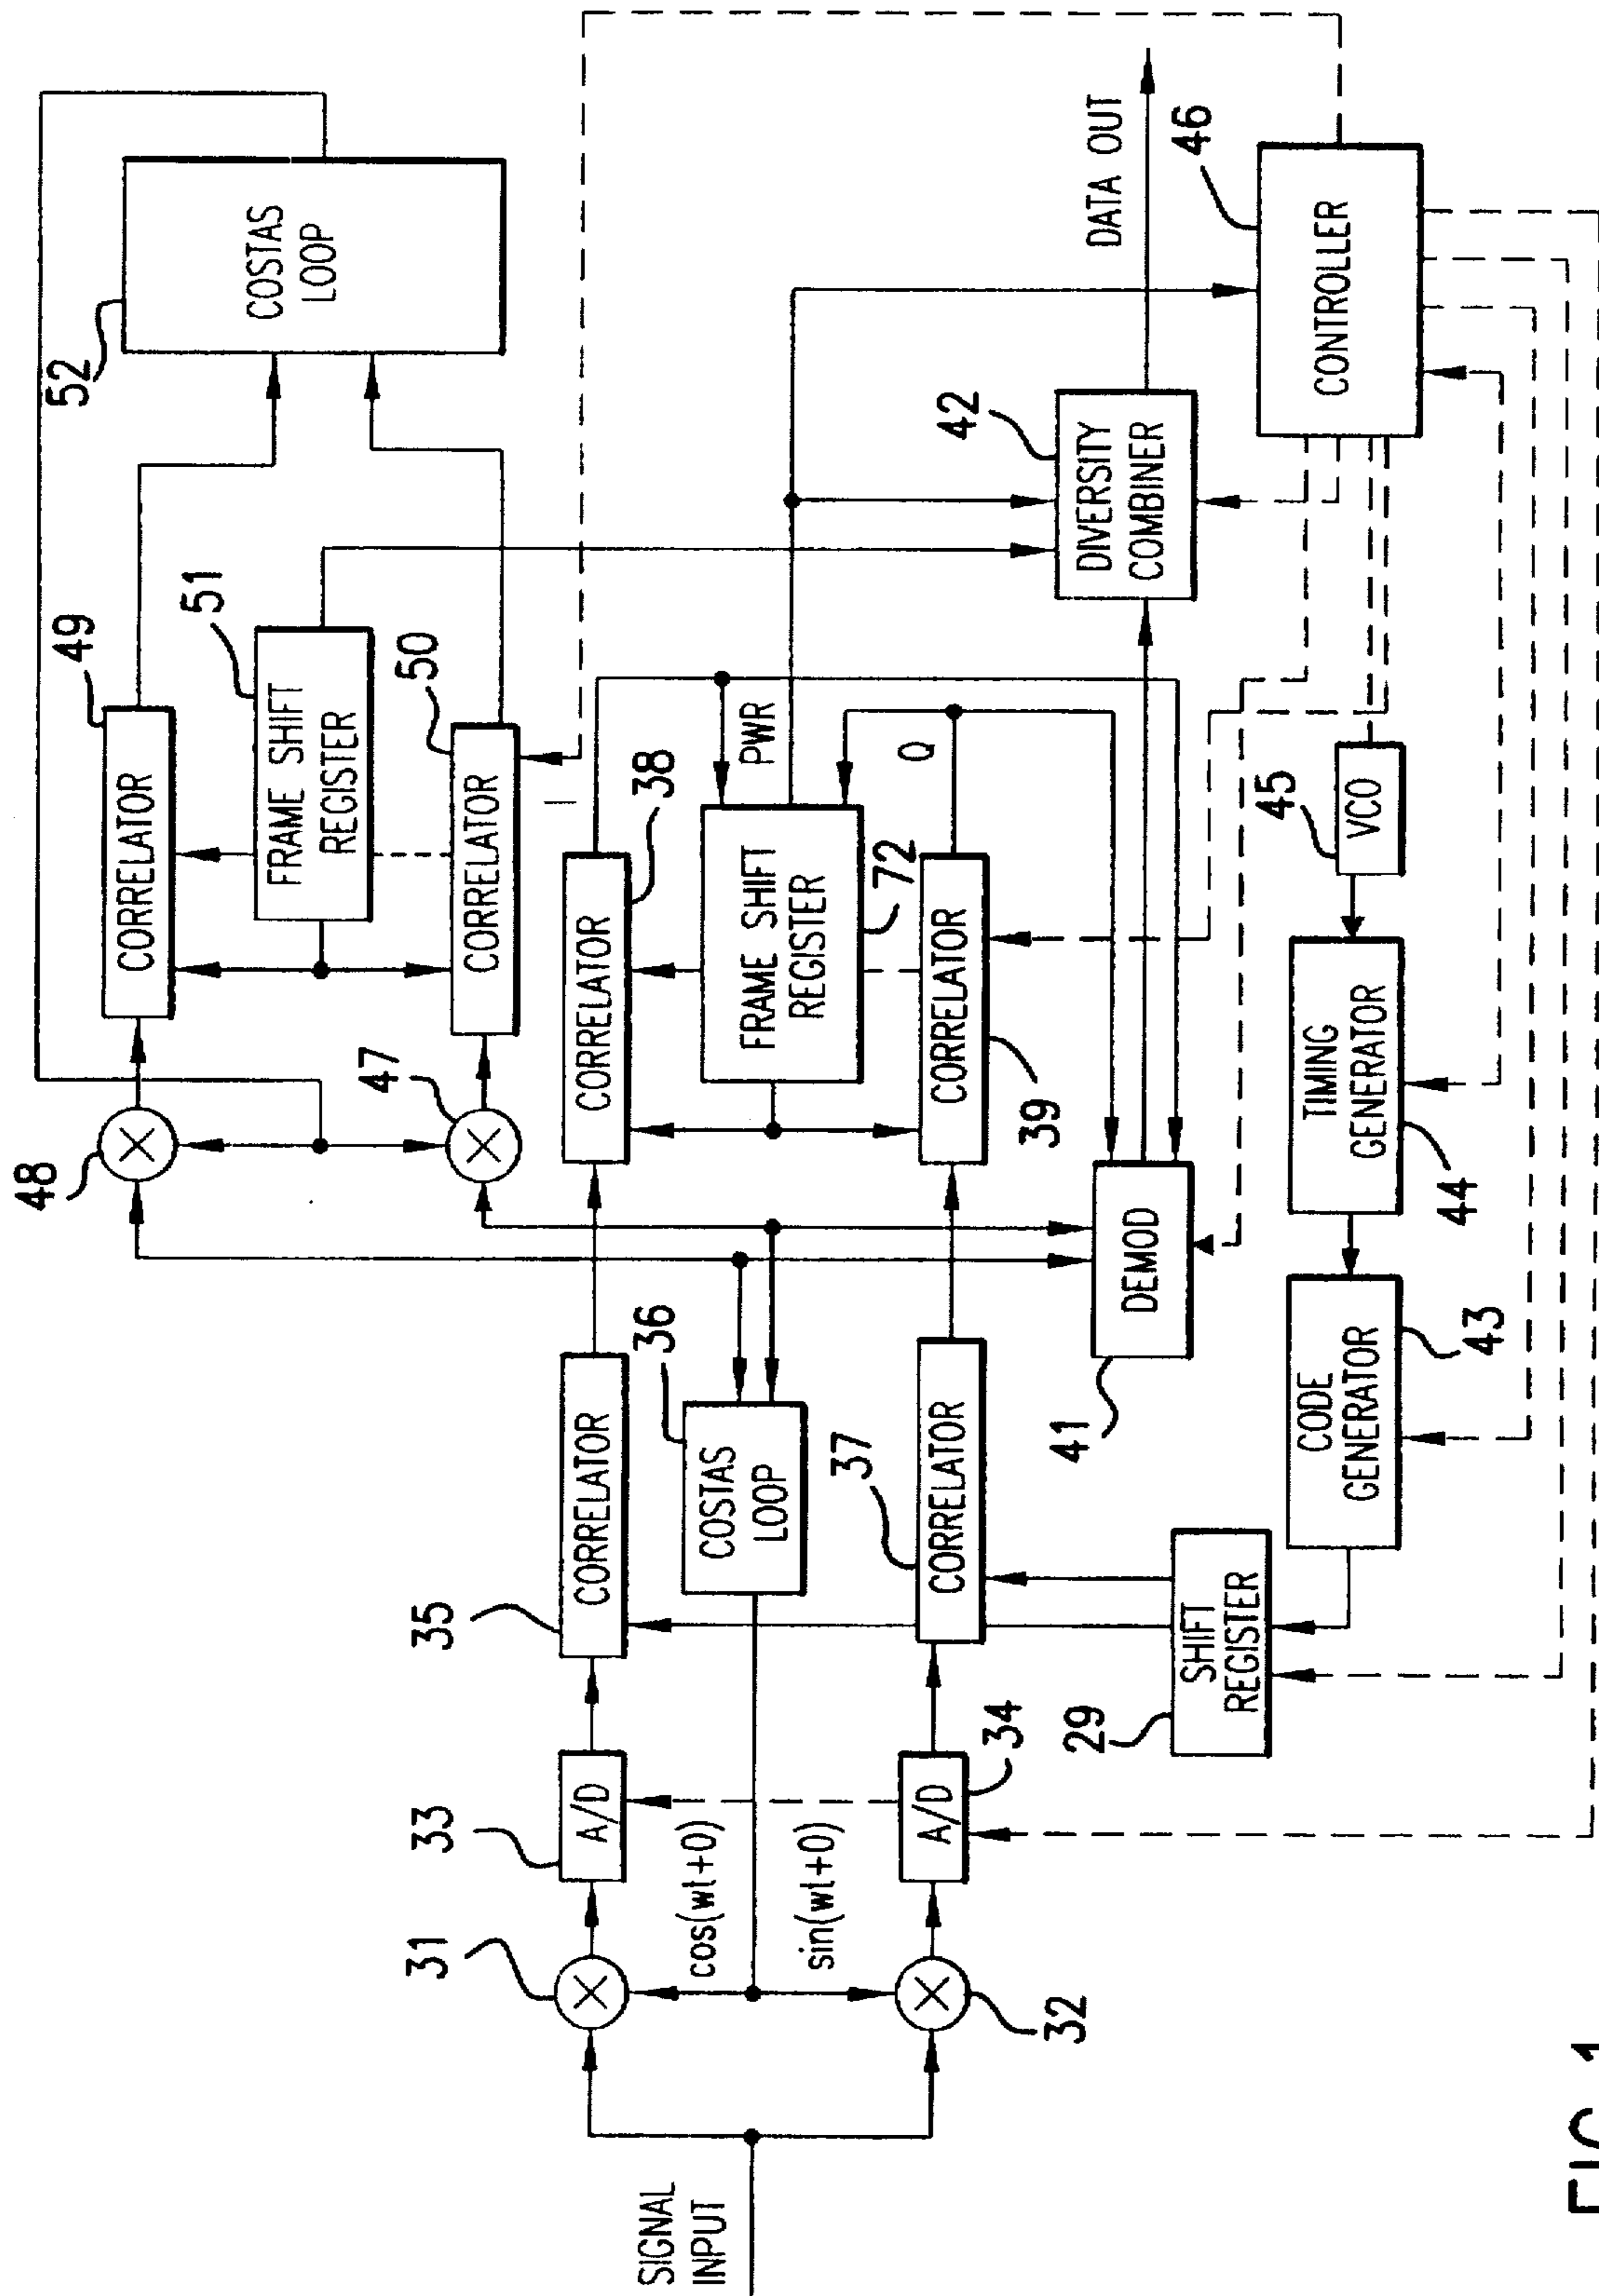 52
COSTAS
LOOP
49
CORRELATOR
51
FRAME SHIFT
REGISTER
50
CORRELATOR
48
47
38
CORRELATOR
PWR
I
FRAME SHIFT
REGISTER
72
Q
CORRELATOR
39
42
DIVERSITY
COMBINER
DATA OUT
46
CONTROLLER
35
CORRELATOR
36
COSTAS
LOOP
37
CORRELATOR
41
DEMOD
45
VCO
TIMING
GENERATOR
44
CODE
GENERATOR
43
SHIFT
REGISTER
29
33
A/D
34
A/D
31
cos(wt+0)
sin(wt+0)
32
SIGNAL
INPUT